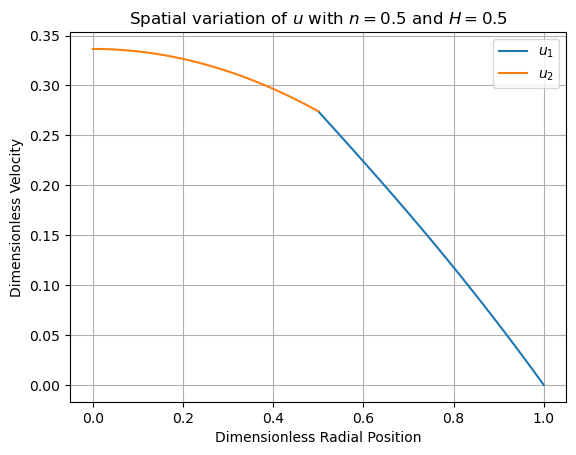 Spatial variation of u with n = 0.5 and H = 0.5
u₁
u₂
Dimensionless Velocity
0.35
0.30
0.25
0.20
0.15
0.10
0.05
0.00
0.0 0.2 0.4 0.6 0.8 1.0
Dimensionless Radial Position